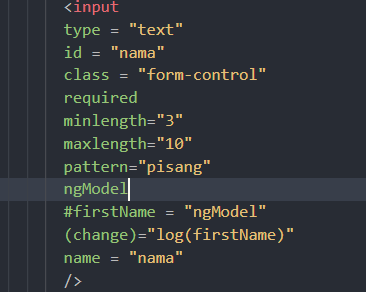 <input
type = "text"
id = "nama"
class = "form-control"
required
minlength="3"
maxlength="10"
pattern="pisang"
ngModel
#firstName = "ngModel"
(change)="log(firstName)"
name = "nama"
/>